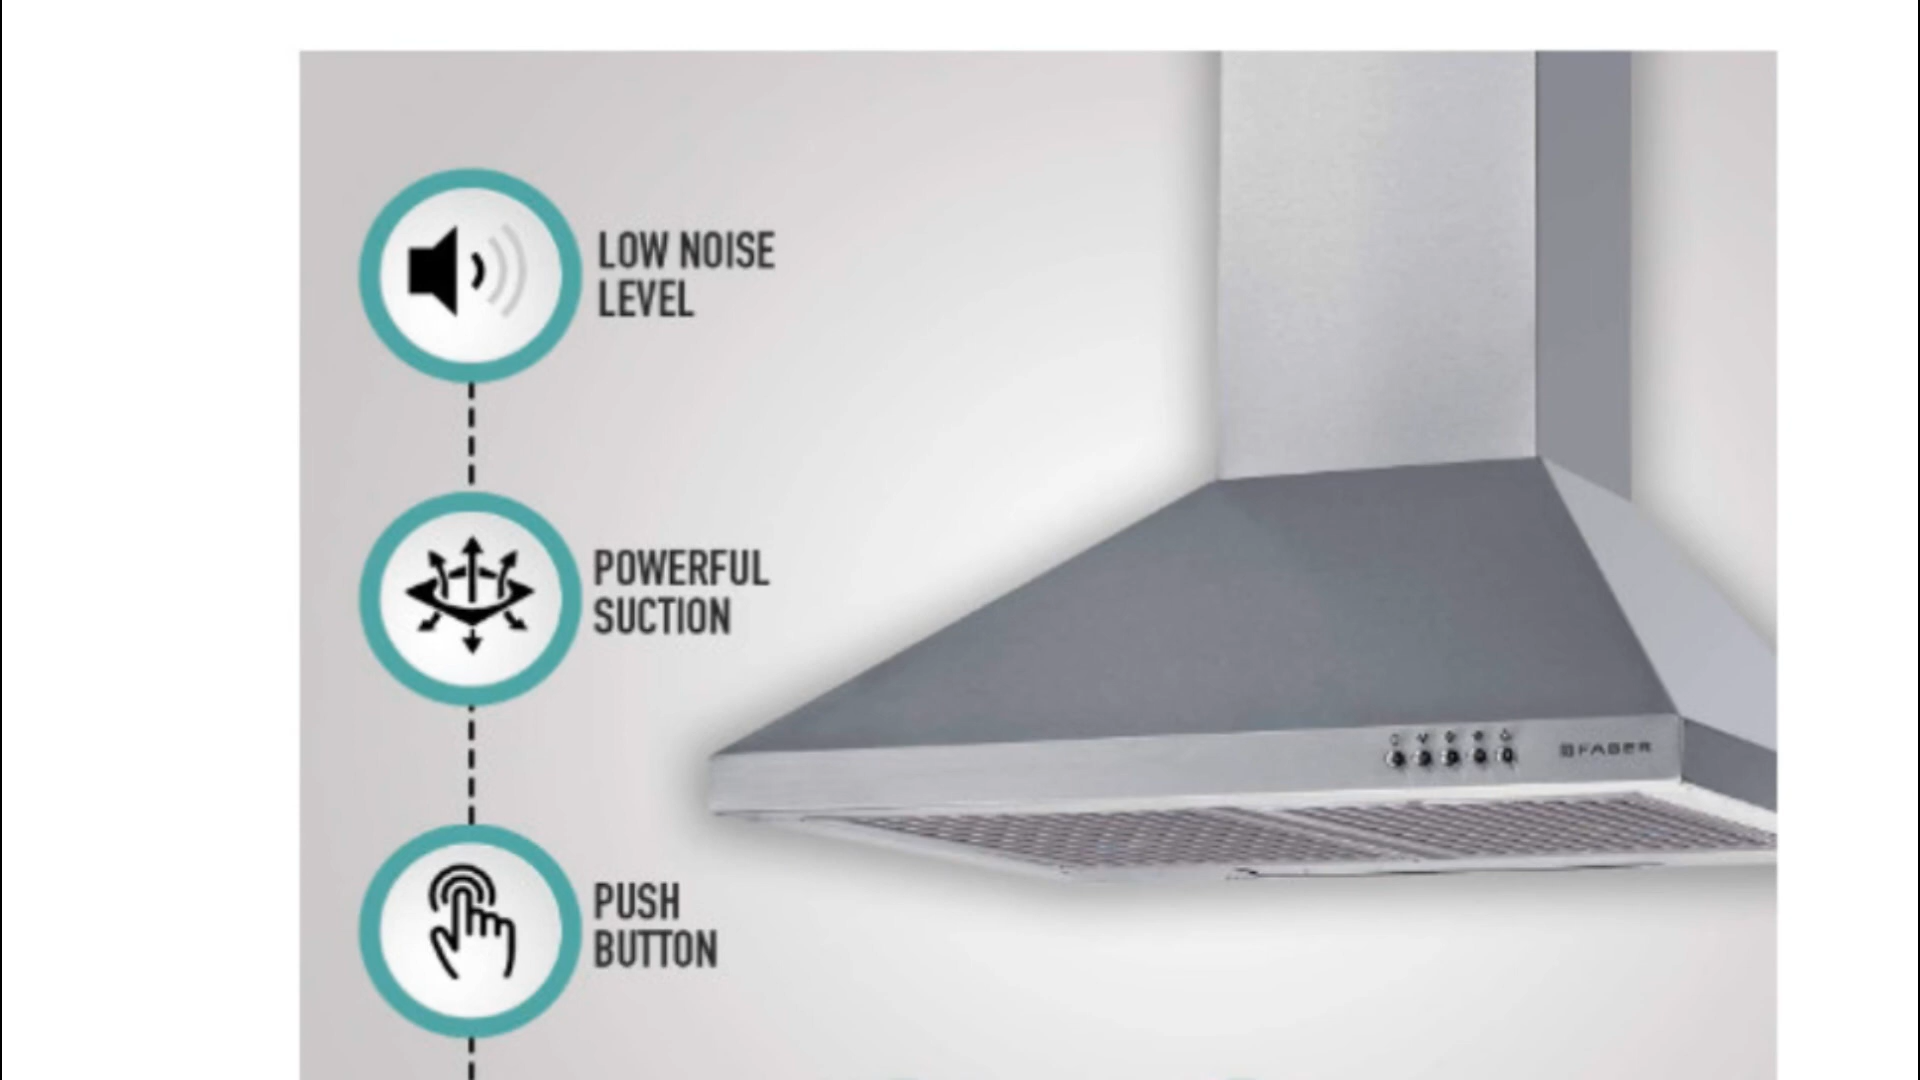 LOW NOISE
LEVEL
POWERFUL
SUCTION
FABER
PUSH
BUTTON